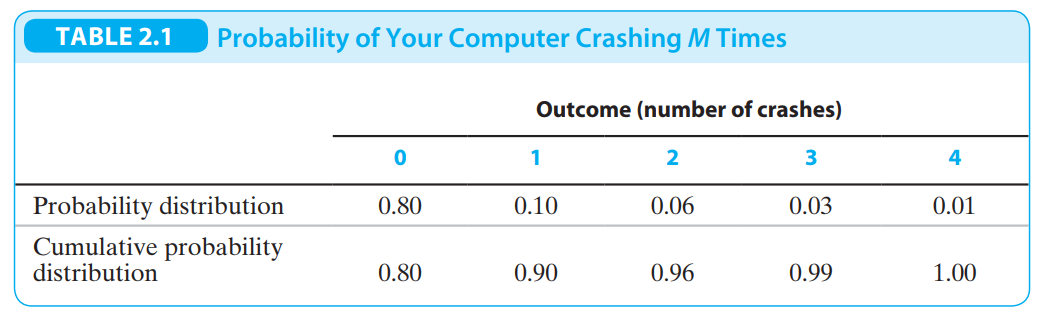 TABLE 2.1 Probability of Your Computer Crashing M Times
Outcome (number of crashes)
0 1 2 3 4
Probability distribution 0.80 0.10 0.06 0.03 0.01
Cumulative probability
distribution 0.80 0.90 0.96 0.99 1.00